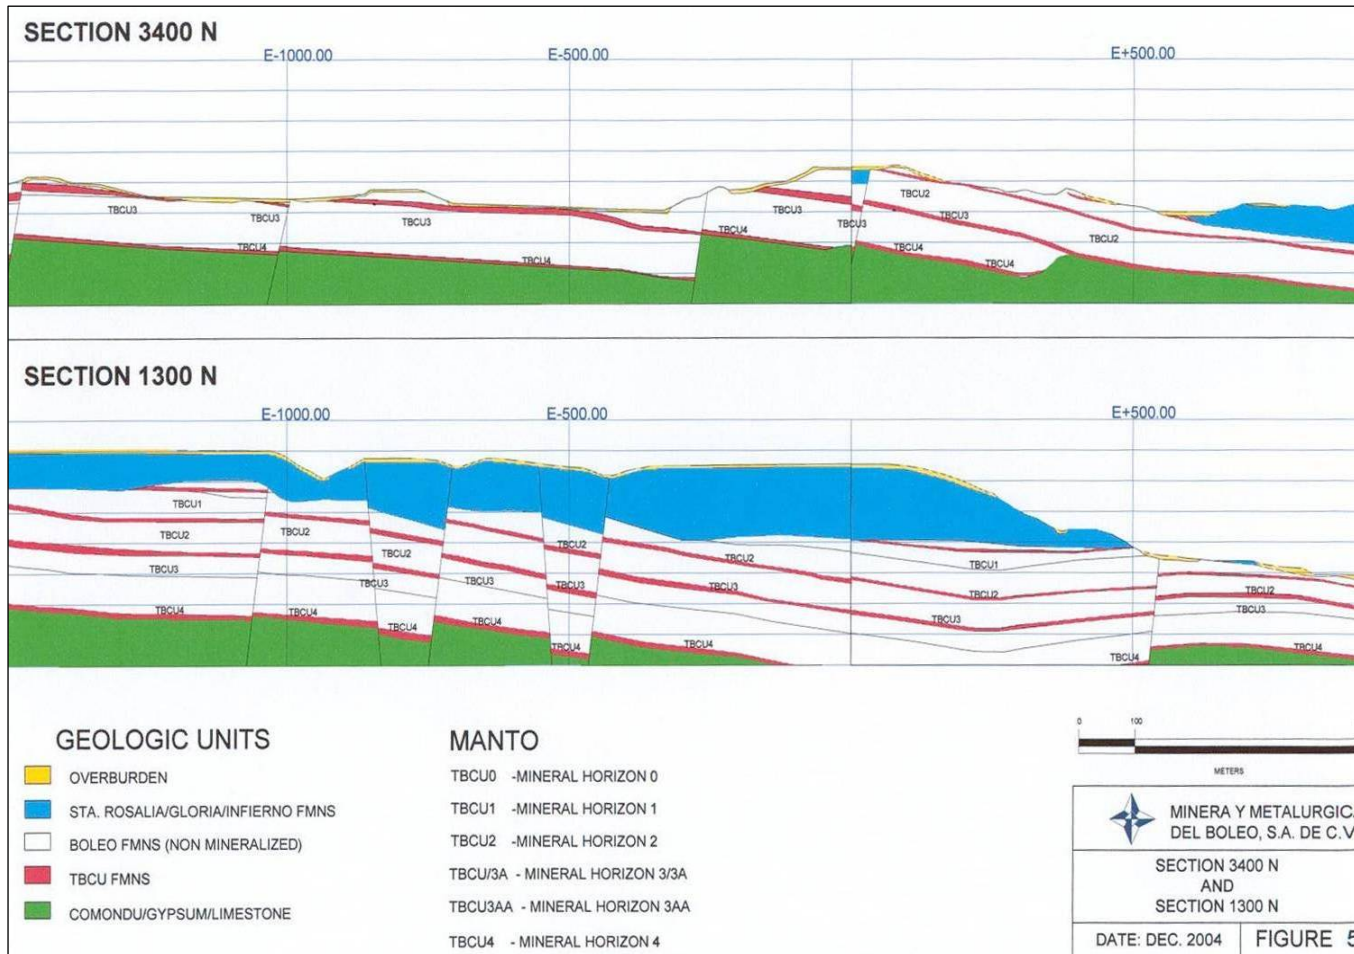 SECTION 3400 N
E-1000.00 E-500.00 E+500.00
TBCU2
TBCU3 TBCU3 TBCU3 TBCU3 TBCU3 TBCU3
TBCU2
TBCU4 TBCU4 TBCU4 TBCU4
TBCU4 TBCU4
SECTION 1300 N
E-1000.00 E-500.00 E+500.00
TBCU1
TBCU2 TBCU2 TBCU2 TBCU2 TBCU2 TBCU1
TBCU3 TBCU3 TBCU3 TBCU3 TBCU3 TBCU2 TBCU2
TBCU3 TBCU3
TBCU4 TBCU4 TBCU4 TBCU4 TBCU4 TBCU4 TBCU4 TBCU4
GEOLOGIC UNITS
OVERBURDEN
STA. ROSALIA/GLORIA/INFIERNO FMNS
BOLEO FMNS (NON MINERALIZED)
TBCU FMNS
COMONDU/GYPSUM/LIMESTONE
MANTO
TBCU0 -MINERAL HORIZON 0
TBCU1 -MINERAL HORIZON 1
TBCU2 -MINERAL HORIZON 2
TBCU/3A - MINERAL HORIZON 3/3A
TBCU3AA - MINERAL HORIZON 3AA
TBCU4 - MINERAL HORIZON 4
0 100
METERS
MINERA Y METALURGICA
DEL BOLEO, S.A. DE C.V
SECTION 3400 N
AND
SECTION 1300 N
DATE: DEC. 2004 FIGURE 5